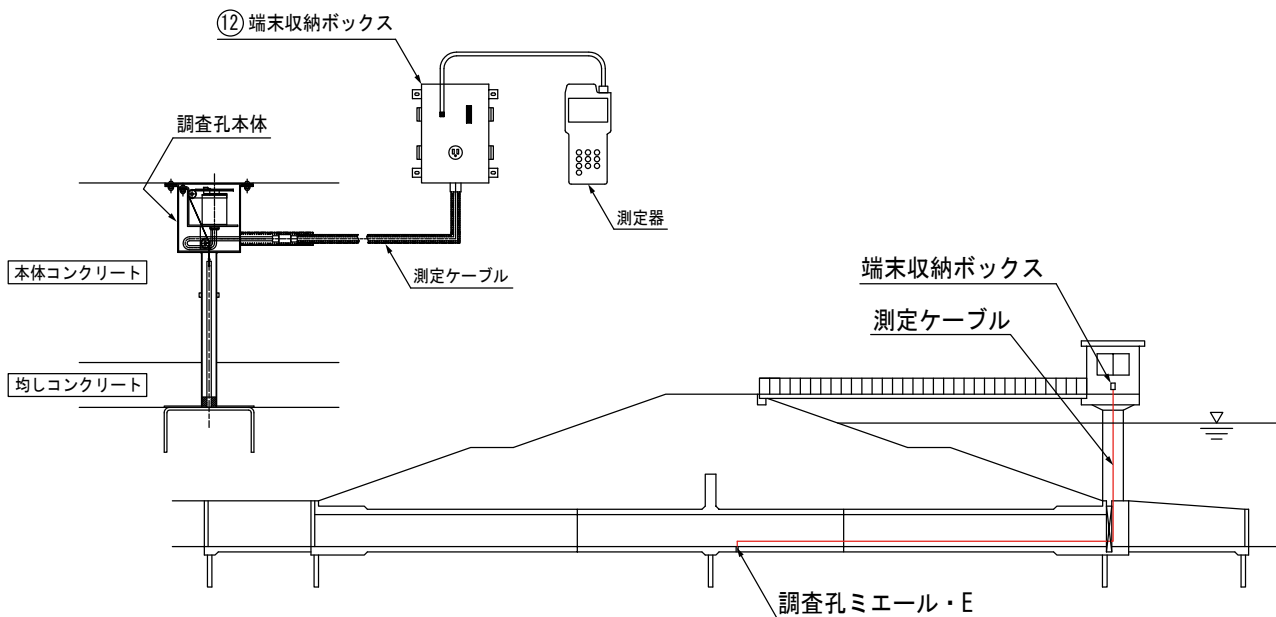 ⑫端末収納ボックス
調査孔本体
測定器
測定ケーブル
本体コンクリート
均しコンクリート
端末収納ボックス
測定ケーブル
調査孔ミエール・E